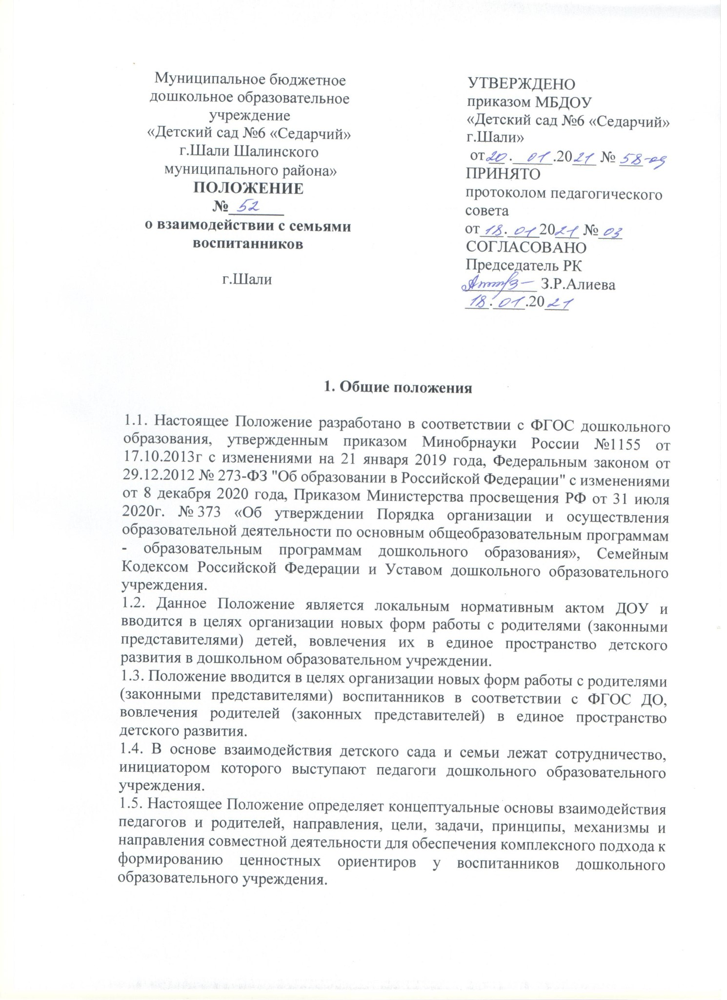 Муниципальное бюджетное
дошкольное образовательное
учреждение
«Детский сад №6 «Седарчий»
г.Шали Шалинского
муниципального района»
ПОЛОЖЕНИЕ
№ 52
о взаимодействии с семьями
воспитанников
г.Шали
УТВЕРЖДЕНО
приказом МБДОУ
«Детский сад №6 «Седарчий»
г.Шали»
от 20 . 01 .20 21 № 58-од
ПРИНЯТО
протоколом педагогического
совета
от 18 . 01 20 21 № 03
СОГЛАСОВАНО
Председатель РК
З.Р.Алиева
18 . 01 .20 21
1. Общие положения
1.1. Настоящее Положение разработано в соответствии с ФГОС дошкольного
образования, утвержденным приказом Минобрнауки России №1155 от
17.10.2013г с изменениями на 21 января 2019 года, Федеральным законом от
29.12.2012 № 273-ФЗ "Об образовании в Российской Федерации" с изменениями
от 8 декабря 2020 года, Приказом Министерства просвещения РФ от 31 июля
2020г. № 373 «Об утверждении Порядка организации и осуществления
образовательной деятельности по основным общеобразовательным программам
- образовательным программам дошкольного образования», Семейным
Кодексом Российской Федерации и Уставом дошкольного образовательного
учреждения.
1.2. Данное Положение является локальным нормативным актом ДОУ и
вводится в целях организации новых форм работы с родителями (законными
представителями) детей, вовлечения их в единое пространство детского
развития в дошкольном образовательном учреждении.
1.3. Положение вводится в целях организации новых форм работы с родителями
(законными представителями) воспитанников в соответствии с ФГОС ДО,
вовлечения родителей (законных представителей) в единое пространство
детского развития.
1.4. В основе взаимодействия детского сада и семьи лежат сотрудничество,
инициатором которого выступают педагоги дошкольного образовательного
учреждения.
1.5. Настоящее Положение определяет концептуальные основы взаимодействия
педагогов и родителей, направления, цели, задачи, принципы, механизмы и
направления совместной деятельности для обеспечения комплексного подхода к
формированию ценностных ориентиров у воспитанников дошкольного
образовательного учреждения.